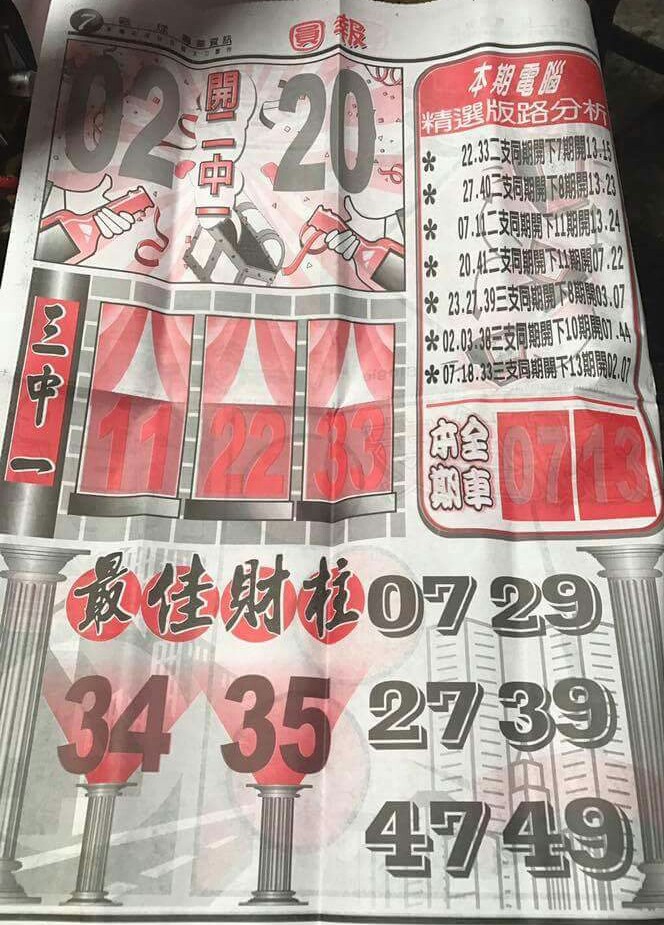 7
圓報
02
開二中一
20
本期電腦
精選版路分析
* 22.33二支同期開下7期開13.15
* 27.40二支同期開下8期開13.23
* 07.11二支同期開下11期開13.24
* 20.41二支同期開下11期開07.22
* 23.27.39三支同期開下8期開03.07
* 02.03.38三支同期開下10期開07.44
* 07.18.33三支同期開下13期開02.07
三中一
11 22 33
本期
全車
07 13
最佳財柱
07 29
34 35
27 39
47 49